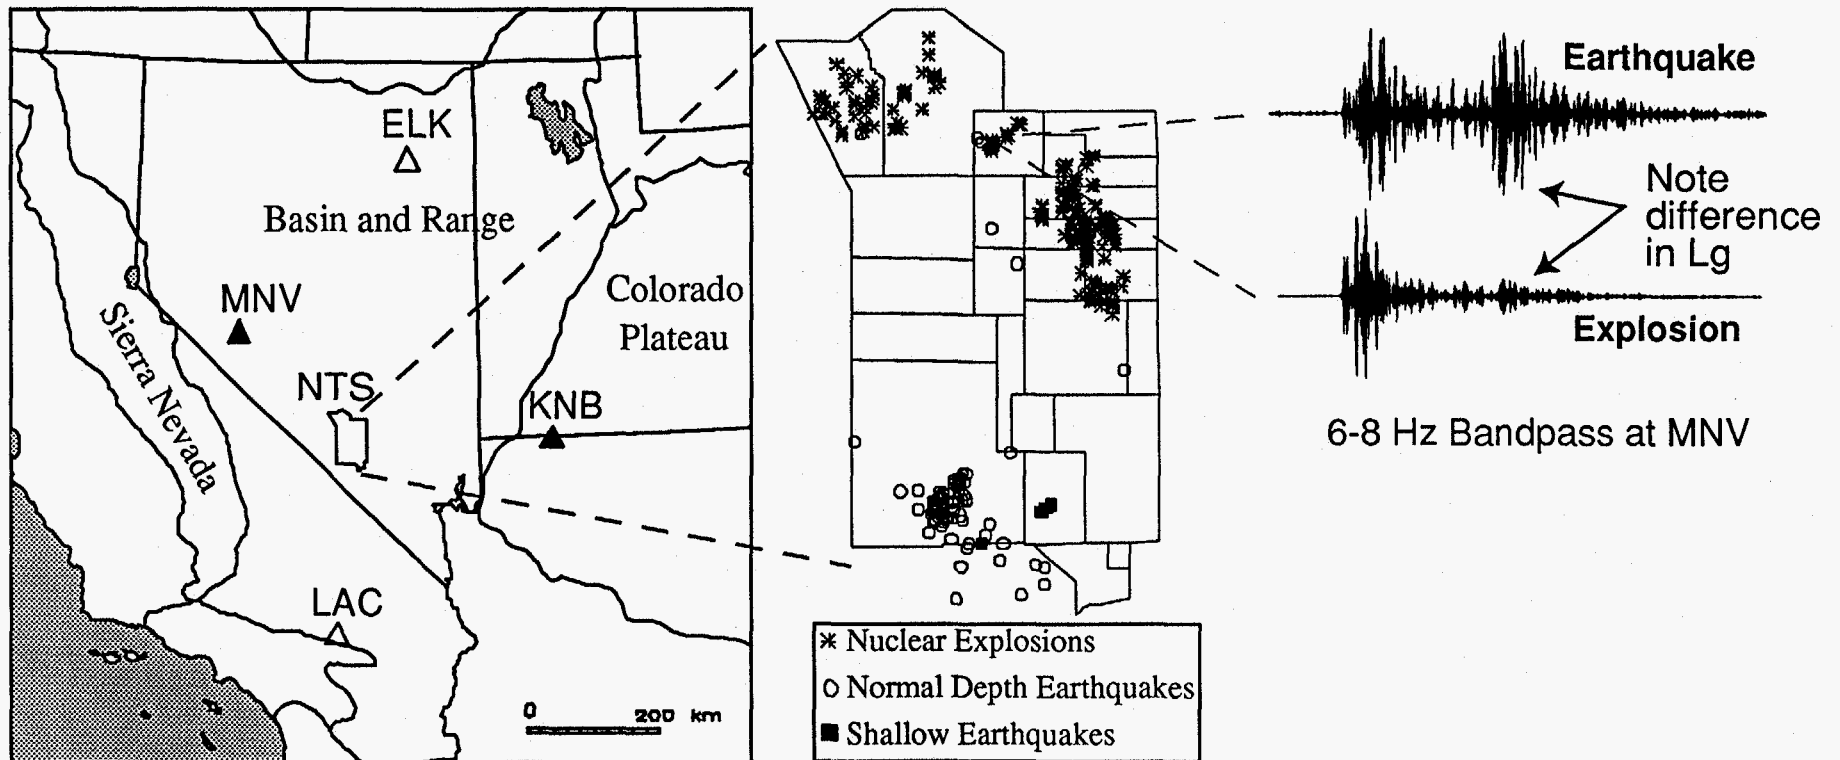 ELK
Basin and Range
MNV
Colorado
Plateau
Sierra Nevada
NTS
KNB
LAC
0 200 km
Nuclear Explosions
Normal Depth Earthquakes
Shallow Earthquakes
Earthquake
Note
difference
in Lg
Explosion
6-8 Hz Bandpass at MNV